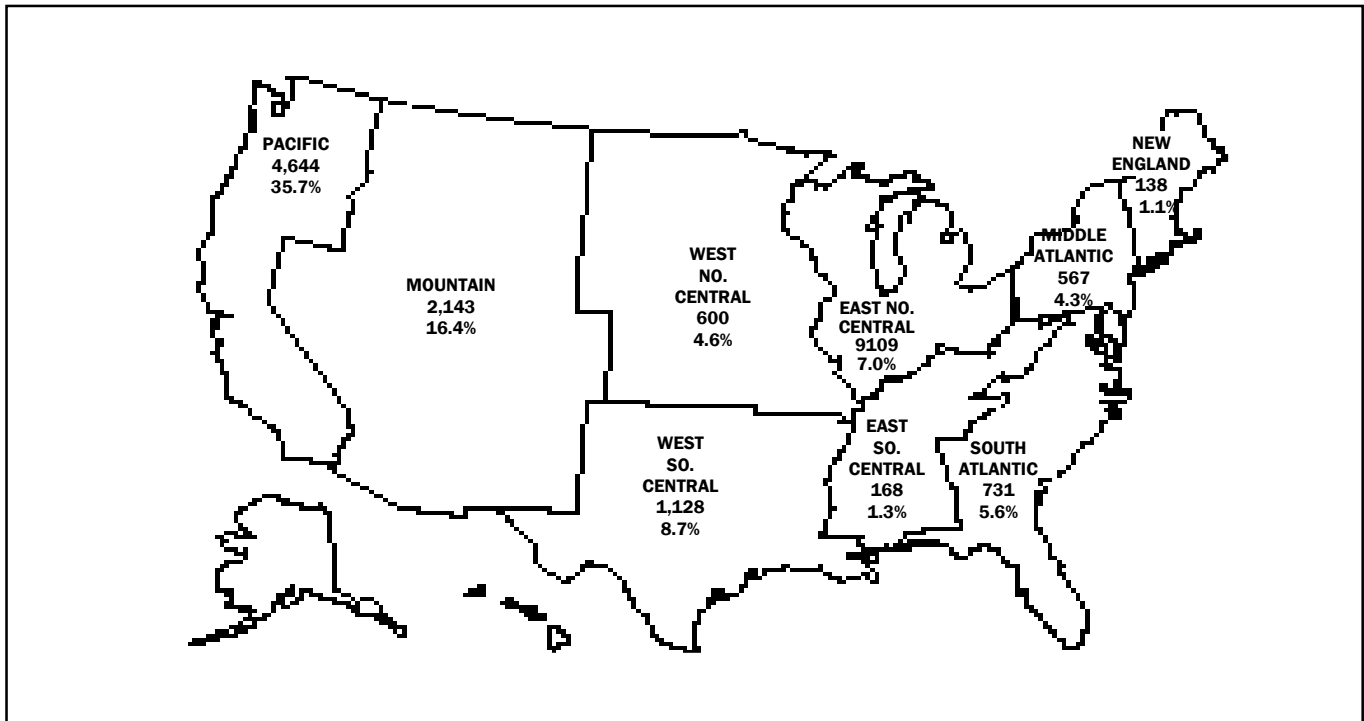 PACIFIC
4,644
35.7%
MOUNTAIN
2,143
16.4%
WEST
NO.
CENTRAL
600
4.6%
WEST
SO.
CENTRAL
1,128
8.7%
EAST NO.
CENTRAL
9109
7.0%
EAST
SO.
CENTRAL
168
1.3%
SOUTH
ATLANTIC
731
5.6%
MIDDLE
ATLANTIC
567
4.3%
NEW
ENGLAND
138
1.1%